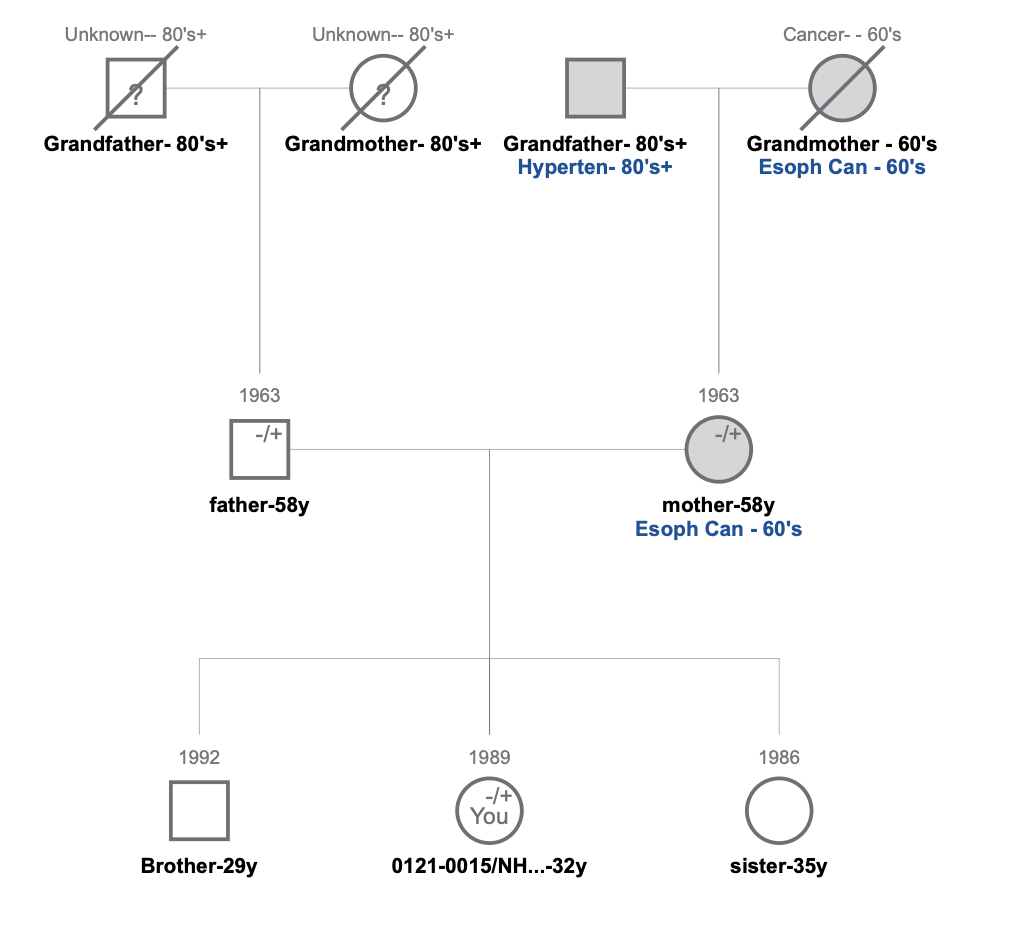 Unknown-- 80's+
Unknown-- 80's+
Cancer- - 60's
?
?
Grandfather- 80's+
Grandmother- 80's+
Grandfather- 80's+
Hyperten- 80's+
Grandmother - 60's
Esoph Can - 60's
1963
1963
-/+
-/+
father-58y
mother-58y
Esoph Can - 60's
1992
1989
1986
-/+
You
Brother-29y
0121-0015/NH...-32y
sister-35y